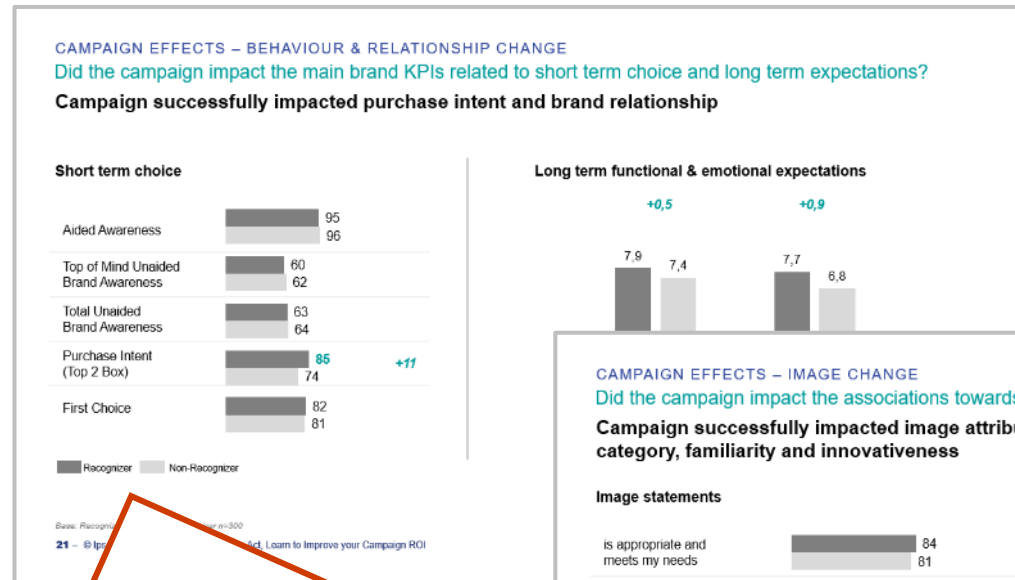 CAMPAIGN EFFECTS – BEHAVIOUR & RELATIONSHIP CHANGE
Did the campaign impact the main brand KPIs related to short term choice and long term expectations?
Campaign successfully impacted purchase intent and brand relationship
Short term choice
Aided Awareness
95
96
Top of Mind Unaided
Brand Awareness
60
62
Total Unaided
Brand Awareness
63
64
Purchase Intent
(Top 2 Box)
85
74
+11
First Choice
82
81
Recognizer
Non-Recognizer
Base:
n=300
21 – ©
Act, Learn to Improve your Campaign ROI
Long term functional & emotional expectations
+0,5
+0,9
7,9
7,4
7,7
6,8
CAMPAIGN EFFECTS – IMAGE CHANGE
Did the campaign impact the associations towards
Campaign successfully impacted image
category, familiarity and innovativeness
Image statements
is appropriate and
meets my needs
84
81